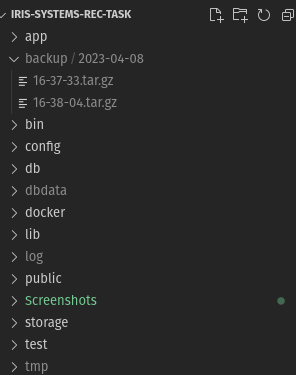 IRIS-SYSTEMS-REC-TASK
app
backup / 2023-04-08
16-37-33.tar.gz
16-38-04.tar.gz
bin
config
db
dbdata
docker
lib
log
public
Screenshots
storage
test
tmp